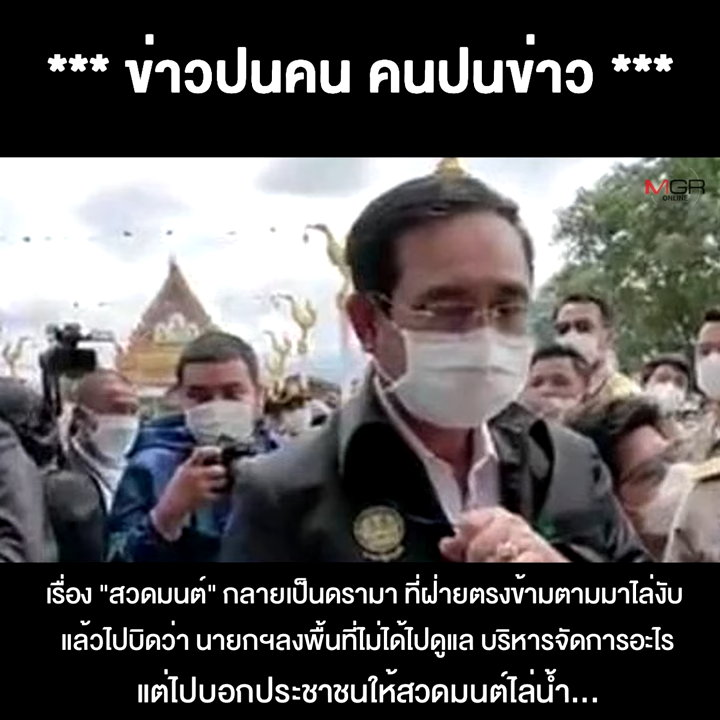 *** ข่าวปนคน คนปนข่าว ***
MGR
ONLINE
เรื่อง "สวดมนต์" กลายเป็นดรามา ที่ฝ่ายตรงข้ามตามมาไล่งับ
แล้วไปบิดว่า นายกฯลงพื้นที่ไม่ได้ไปดูแล บริหารจัดการอะไร
แต่ไปบอกประชาชนให้สวดมนต์ไล่น้ำ...